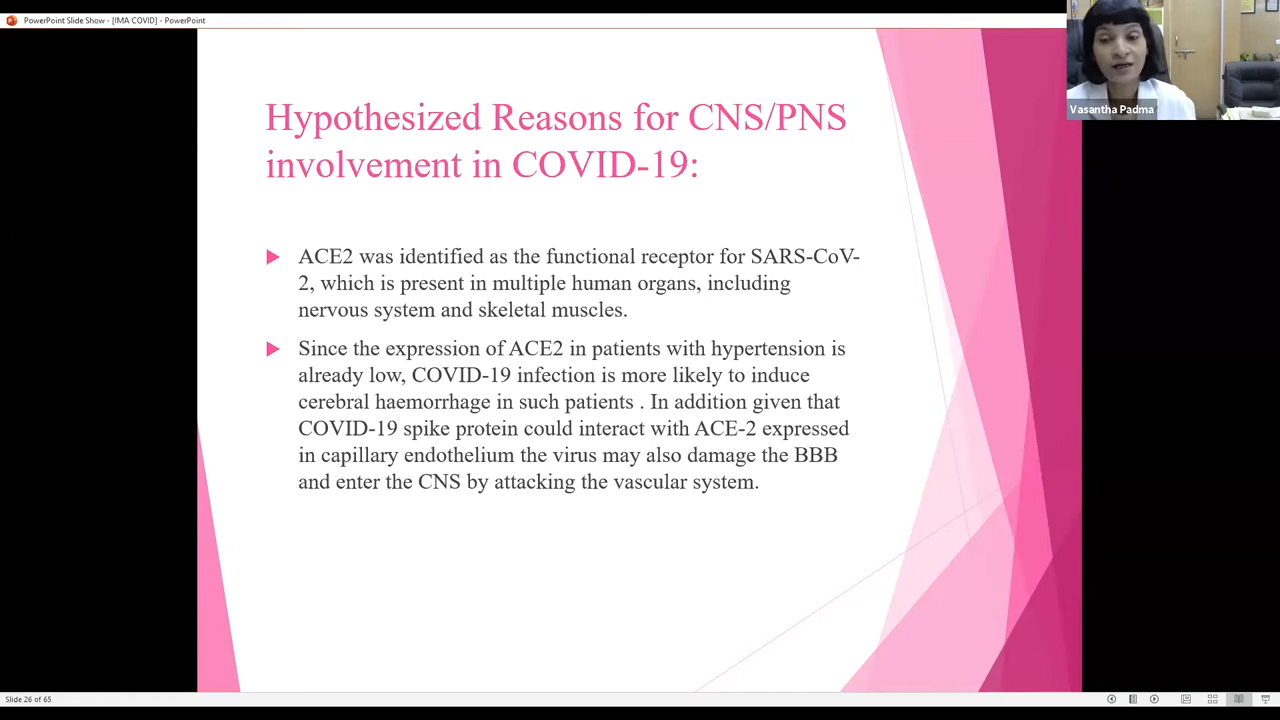 PowerPoint Slide Show - [IMA COVID] - PowerPoint
Vasantha Padma
Hypothesized Reasons for CNS/PNS
involvement in COVID-19:
ACE2 was identified as the functional receptor for SARS-CoV-
2, which is present in multiple human organs, including
nervous system and skeletal muscles.
Since the expression of ACE2 in patients with hypertension is
already low, COVID-19 infection is more likely to induce
cerebral haemorrhage in such patients . In addition given that
COVID-19 spike protein could interact with ACE-2 expressed
in capillary endothelium the virus may also damage the BBB
and enter the CNS by attacking the vascular system.
Slide 26 of 65